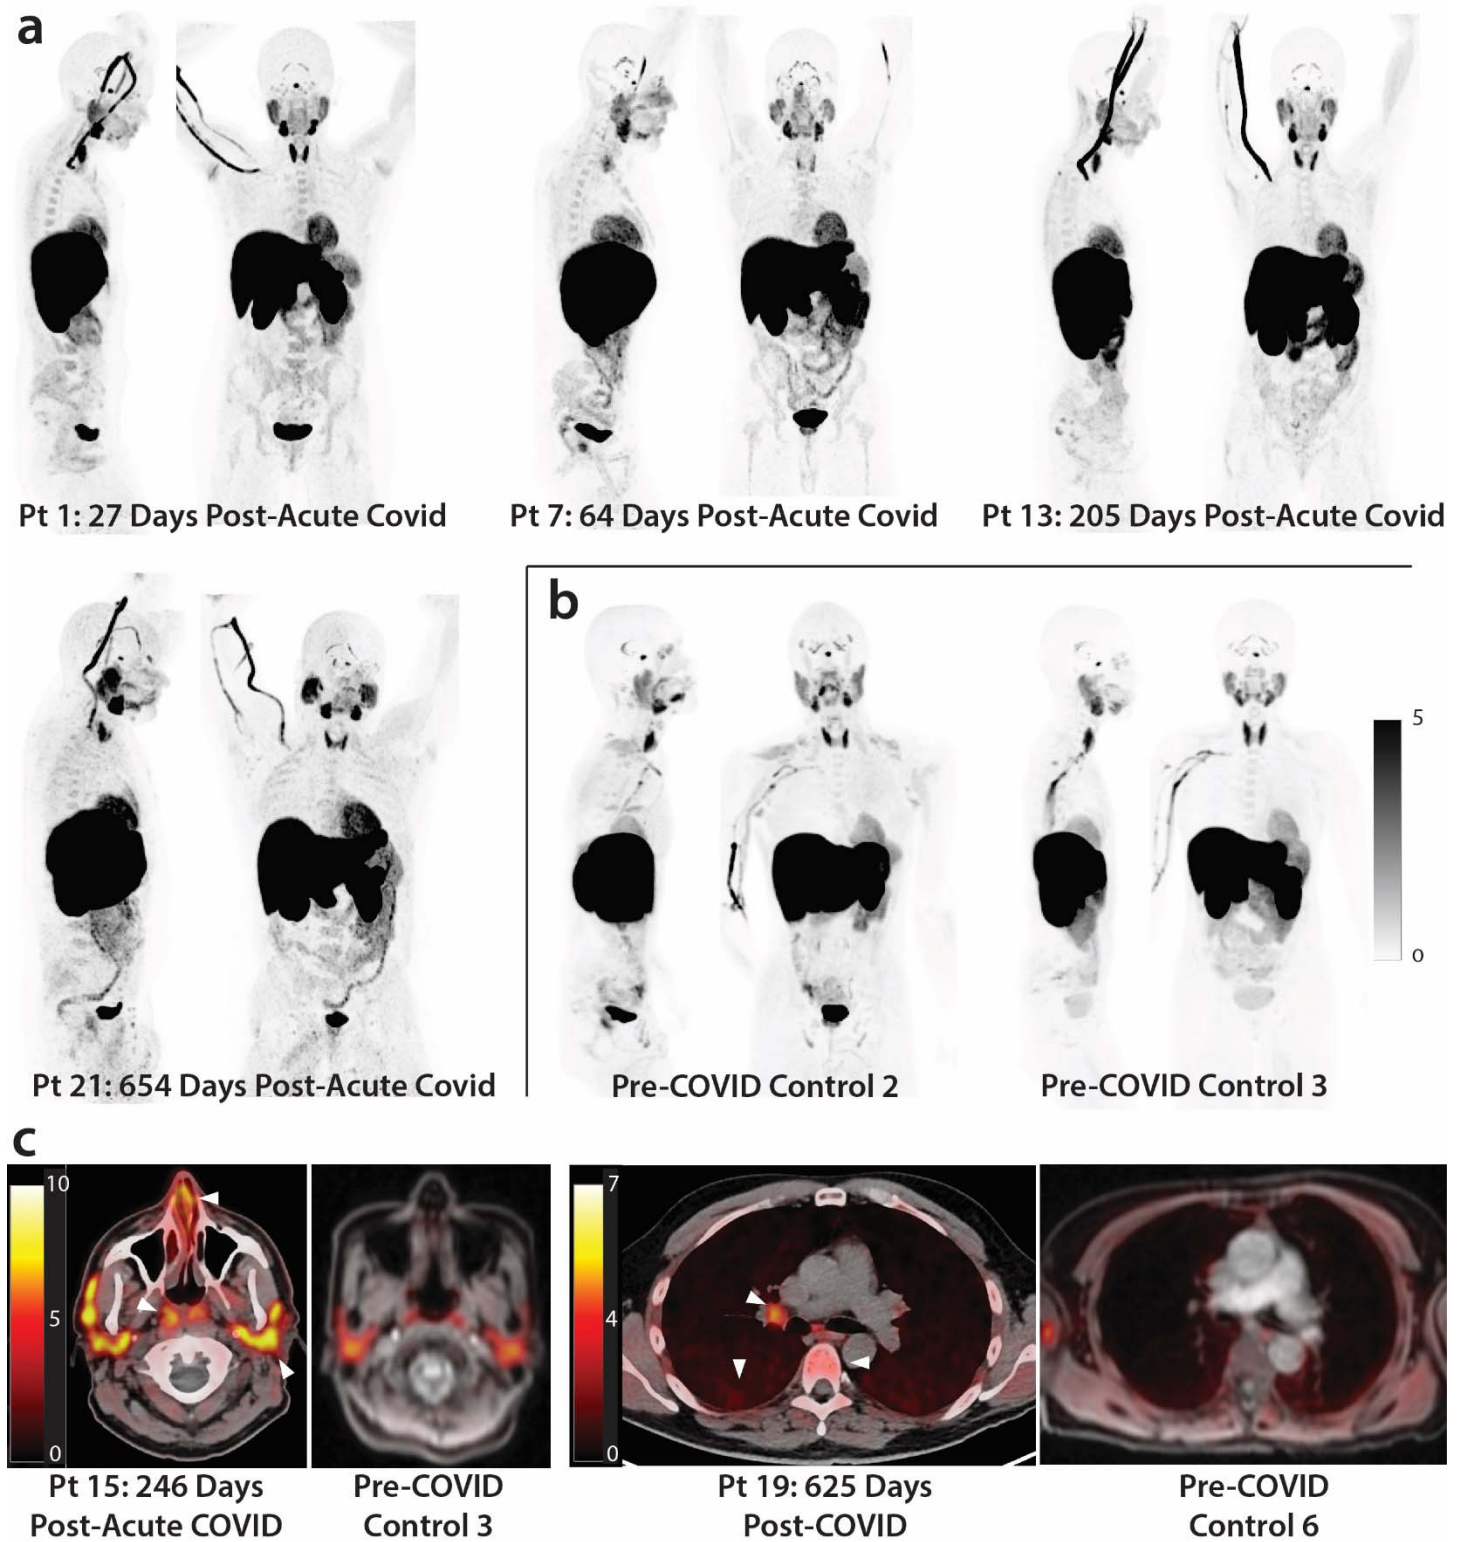 a
Pt 1: 27 Days Post-Acute Covid
Pt 7: 64 Days Post-Acute Covid
Pt 13: 205 Days Post-Acute Covid
b
5
0
Pt 21: 654 Days Post-Acute Covid
Pre-COVID Control 2
Pre-COVID Control 3
c
10
5
0
7
4
0
Pt 15: 246 Days
Post-Acute COVID
Pre-COVID
Control 3
Pt 19: 625 Days
Post-COVID
Pre-COVID
Control 6